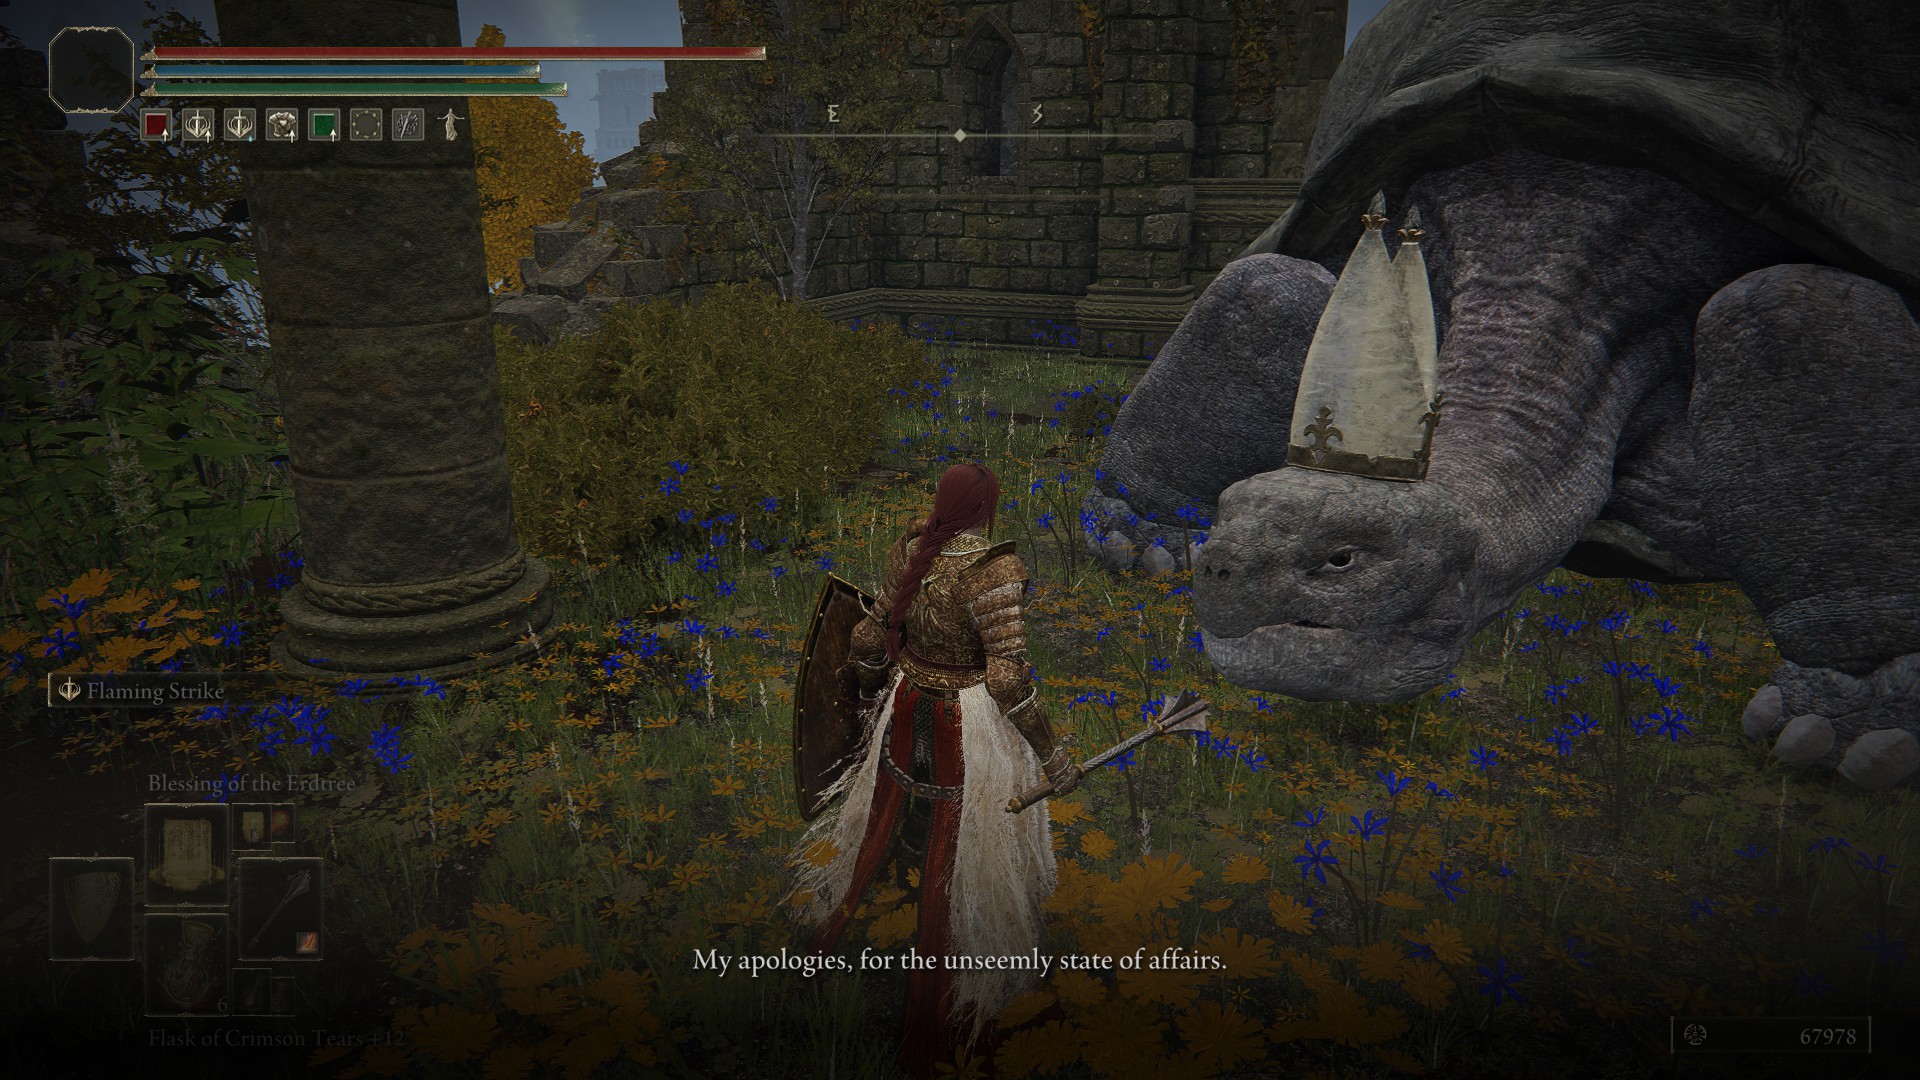 E S
Flaming Strike
Blessing of the Erdtree
6
Flask of Crimson Tears +12
My apologies, for the unseemly state of affairs.
67978